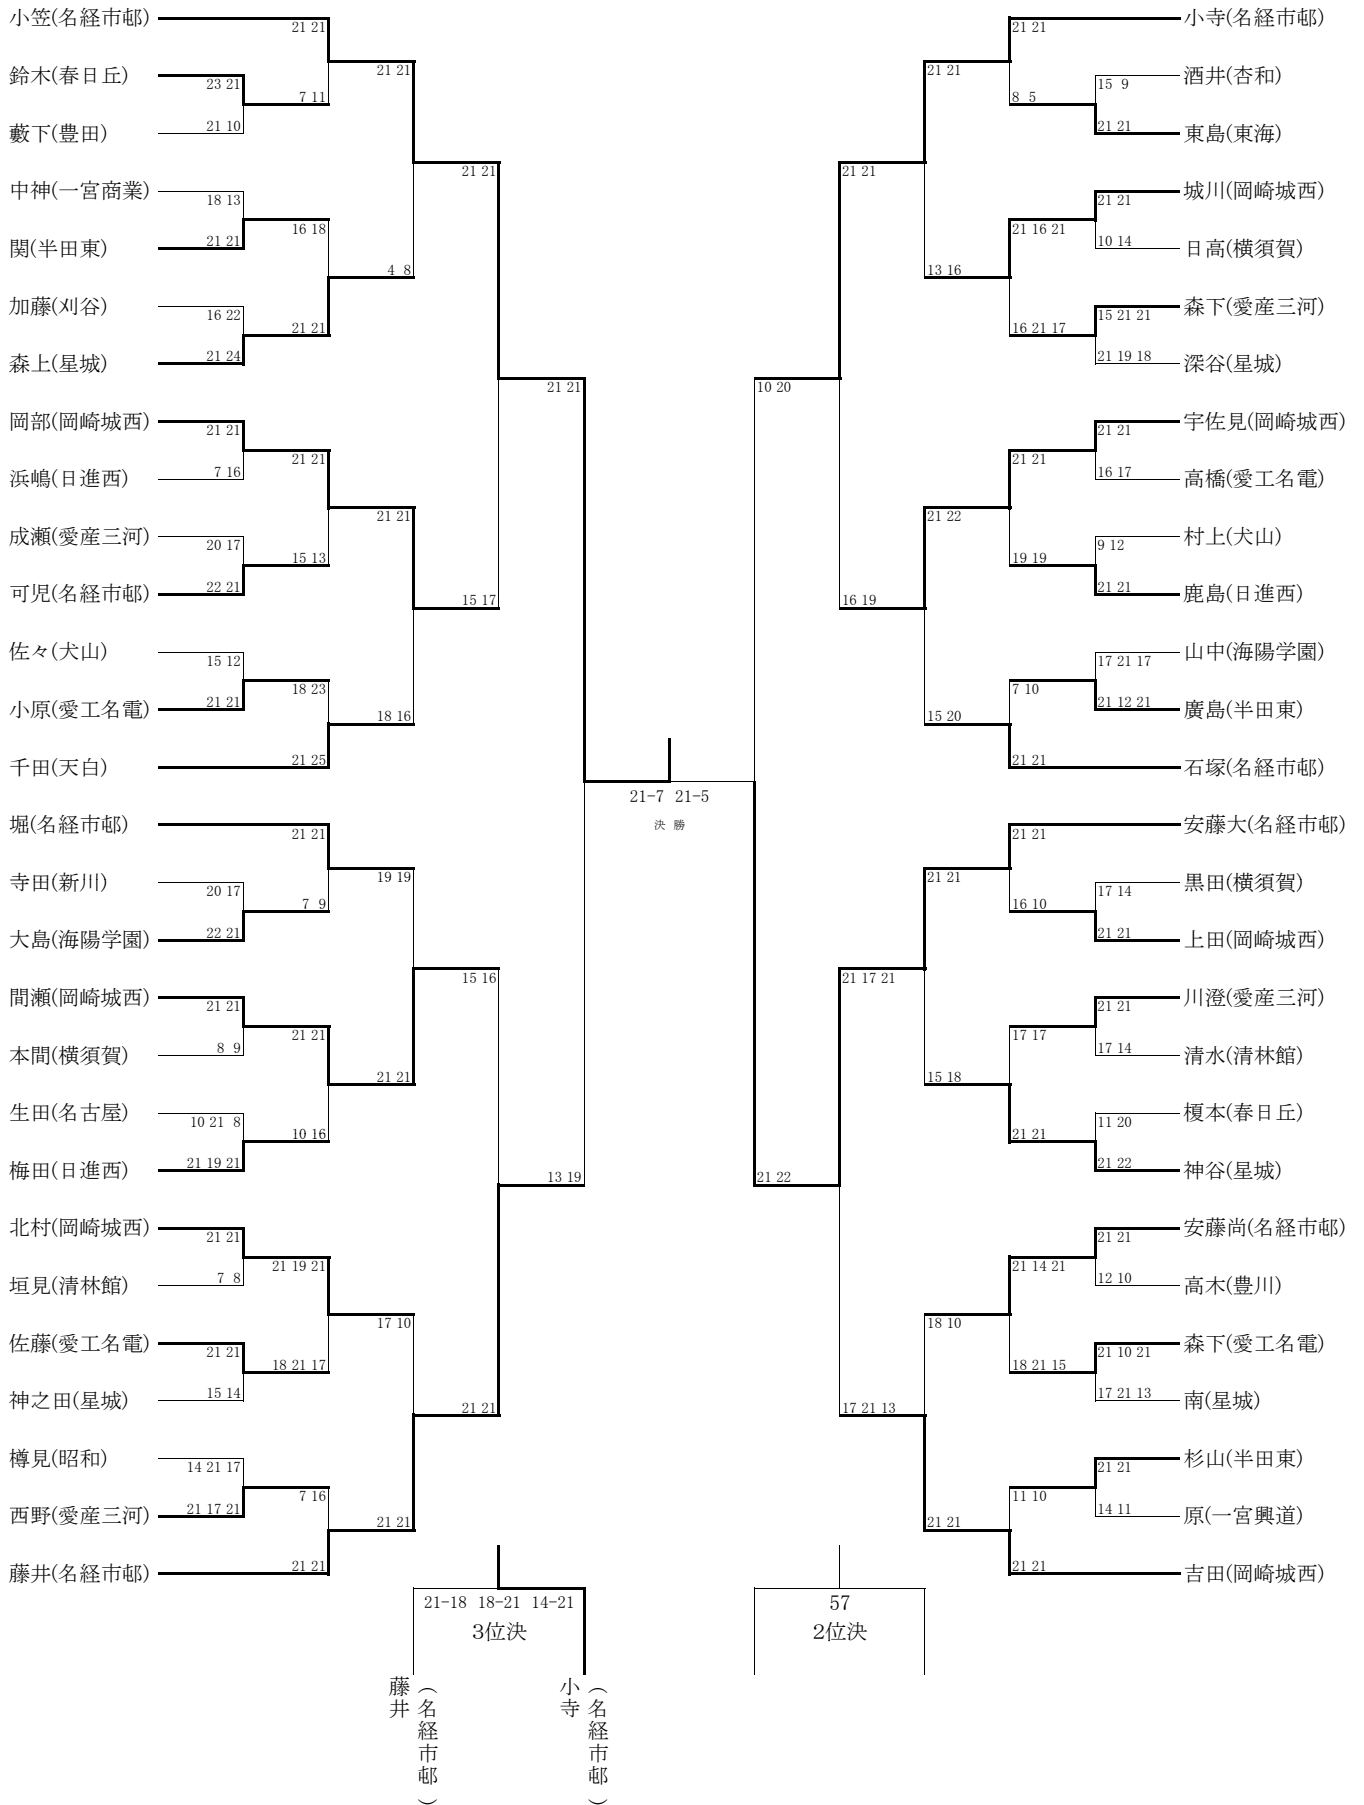 小笠(名経市邨)
21 21
鈴木(春日丘)
23 21
7 11
21 21
藪下(豊田)
21 10
21 21
中神(一宮商業)
18 13
16 18
関(半田東)
21 21
4 8
加藤(刈谷)
16 22
21 21
森上(星城)
21 24
21 21
岡部(岡崎城西)
21 21
21 21
浜嶋(日進西)
7 16
21 21
成瀬(愛産三河)
20 17
15 13
可児(名経市邨)
22 21
15 17
佐々(犬山)
15 12
18 23
小原(愛工名電)
21 21
18 16
千田(天白)
21 25
堀(名経市邨)
21 21
寺田(新川)
20 17
7 9
19 19
大島(海陽学園)
22 21
15 16
間瀬(岡崎城西)
21 21
21 21
本間(横須賀)
8 9
21 21
生田(名古屋)
10 21 8
10 16
梅田(日進西)
21 19 21
13 19
北村(岡崎城西)
21 21
21 19 21
垣見(清林館)
7 8
17 10
佐藤(愛工名電)
21 21
18 21 17
神之田(星城)
15 14
21 21
樽見(昭和)
14 21 17
7 16
西野(愛産三河)
21 17 21
21 21
藤井(名経市邨)
21 21
21-7 21-5
決 勝
小寺(名経市邨)
21 21
21 21
酒井(杏和)
15 9
8 5
東島(東海)
21 21
21 21
城川(岡崎城西)
21 21
21 16 21
日高(横須賀)
10 14
13 16
森下(愛産三河)
15 21 21
16 21 17
深谷(星城)
21 19 18
10 20
宇佐見(岡崎城西)
21 21
21 21
高橋(愛工名電)
16 17
21 22
村上(犬山)
9 12
19 19
鹿島(日進西)
21 21
16 19
山中(海陽学園)
17 21 17
7 10
廣島(半田東)
21 12 21
15 20
石塚(名経市邨)
21 21
安藤大(名経市邨)
21 21
21 21
黒田(横須賀)
17 14
16 10
上田(岡崎城西)
21 21
21 17 21
川澄(愛産三河)
21 21
17 17
清水(清林館)
17 14
15 18
榎本(春日丘)
11 20
21 21
神谷(星城)
21 22
21 22
安藤尚(名経市邨)
21 21
21 14 21
高木(豊川)
12 10
18 10
森下(愛工名電)
21 10 21
18 21 15
南(星城)
17 21 13
17 21 13
杉山(半田東)
21 21
11 10
原(一宮興道)
14 11
21 21
吉田(岡崎城西)
21 21
21-18 18-21 14-21
3位決
藤井
(名経市邨)
小寺
(名経市邨)
57
2位決